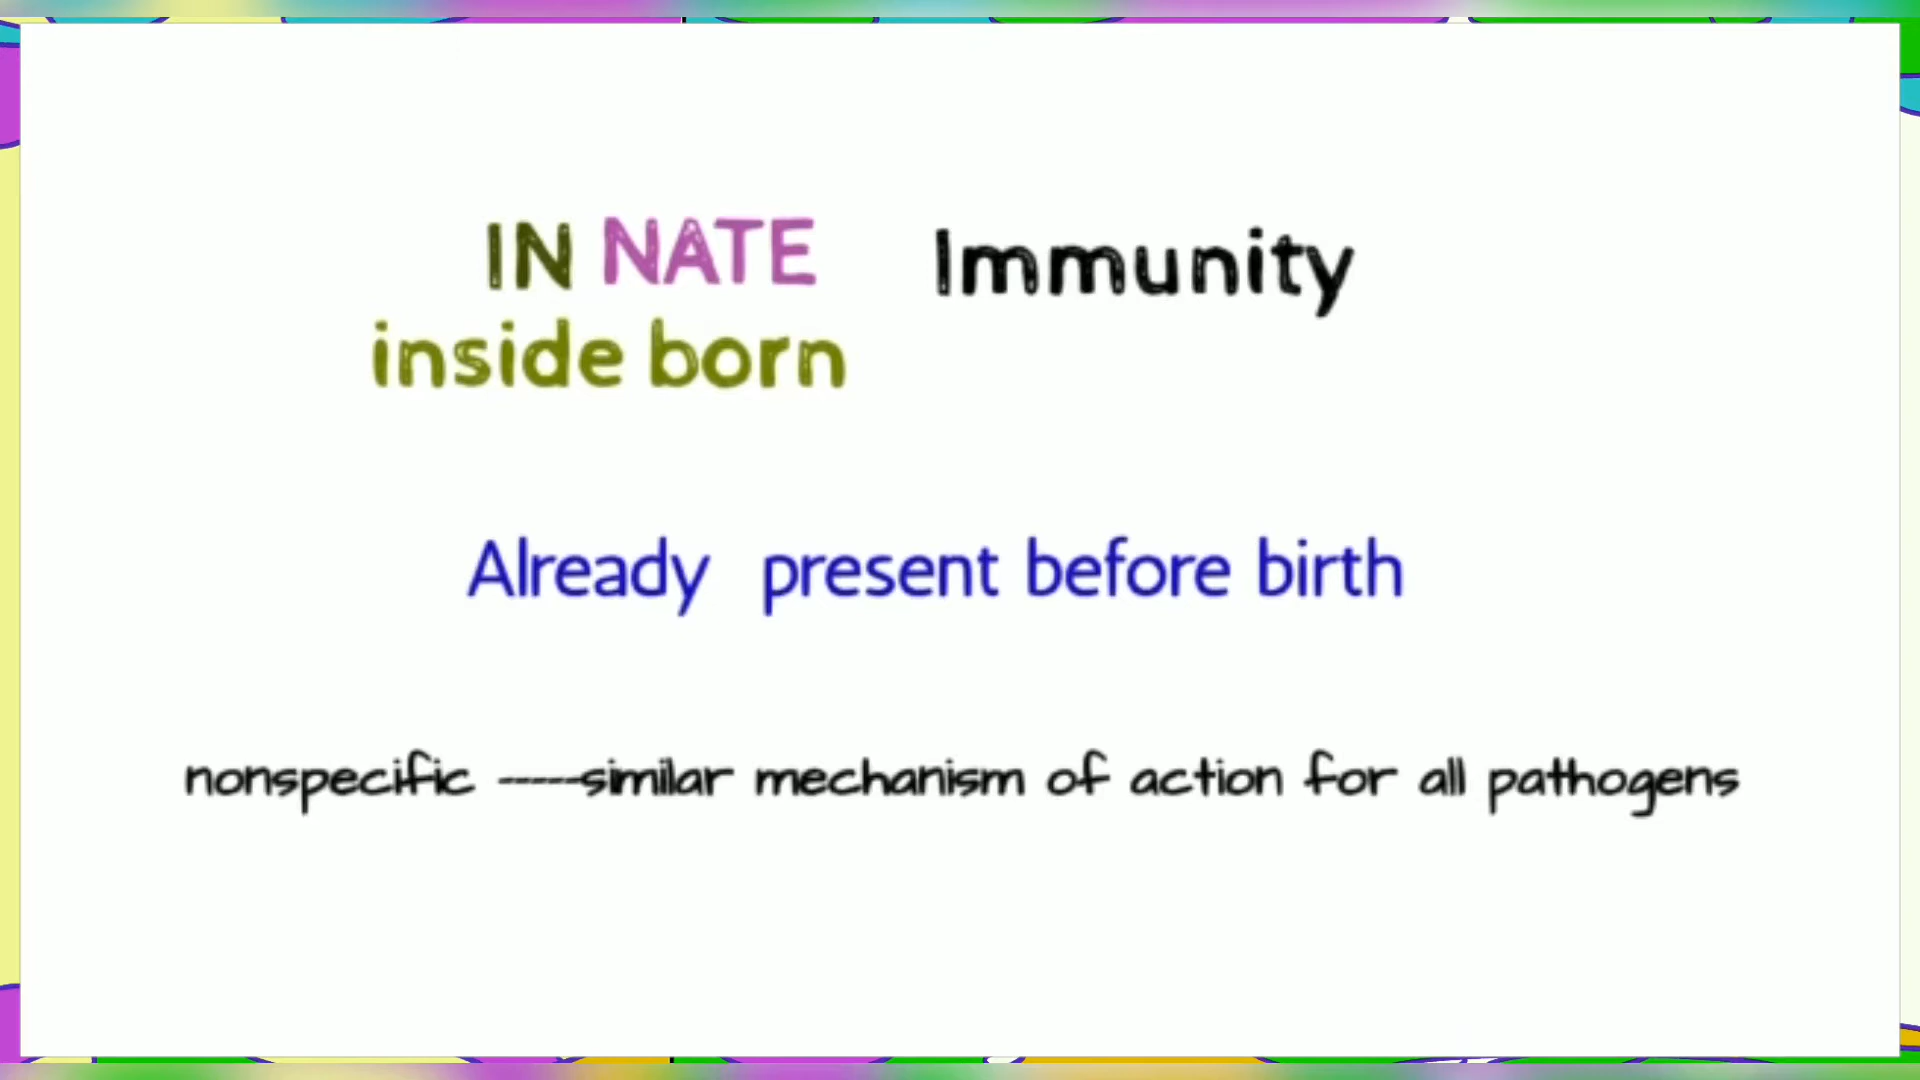 IN NATE Immunity
inside born
Already present before birth
nonspecific -----similar mechanism of action for all pathogens